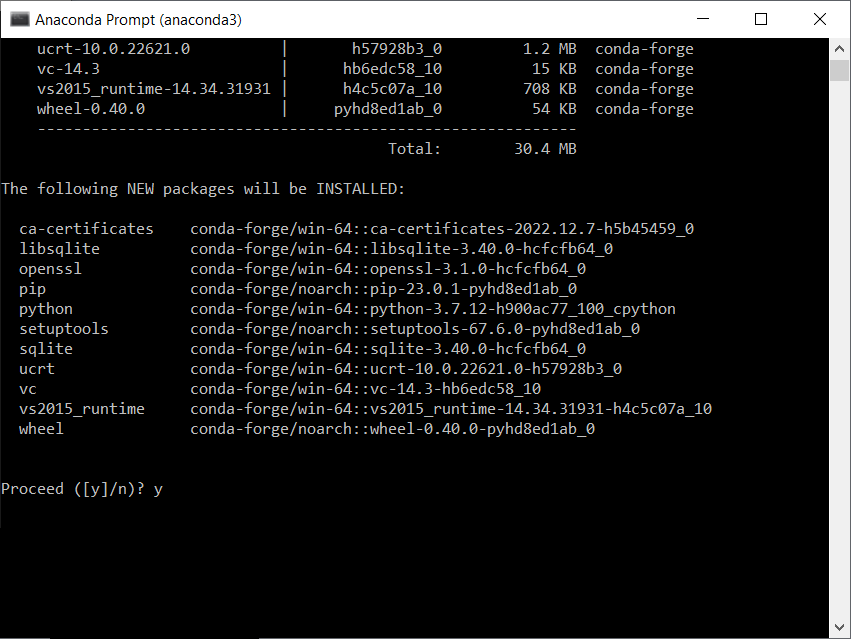 Anaconda Prompt (anaconda3)
ucrt-10.0.22621.0 | h57928b3_0 1.2 MB conda-forge
vc-14.3 | hb6edc58_10 15 KB conda-forge
vs2015_runtime-14.34.31931 | h4c5c07a_10 708 KB conda-forge
wheel-0.40.0 | pyhd8ed1ab_0 54 KB conda-forge
------------------------------------------------------------
Total: 30.4 MB
The following NEW packages will be INSTALLED:
ca-certificates conda-forge/win-64::ca-certificates-2022.12.7-h5b45459_0
libsqlite conda-forge/win-64::libsqlite-3.40.0-hcfcfb64_0
openssl conda-forge/win-64::openssl-3.1.0-hcfcfb64_0
pip conda-forge/noarch::pip-23.0.1-pyhd8ed1ab_0
python conda-forge/win-64::python-3.7.12-h900ac77_100_cpython
setuptools conda-forge/noarch::setuptools-67.6.0-pyhd8ed1ab_0
sqlite conda-forge/win-64::sqlite-3.40.0-hcfcfb64_0
ucrt conda-forge/win-64::ucrt-10.0.22621.0-h57928b3_0
vc conda-forge/win-64::vc-14.3-hb6edc58_10
vs2015_runtime conda-forge/win-64::vs2015_runtime-14.34.31931-h4c5c07a_10
wheel conda-forge/noarch::wheel-0.40.0-pyhd8ed1ab_0
Proceed ([y]/n)? y